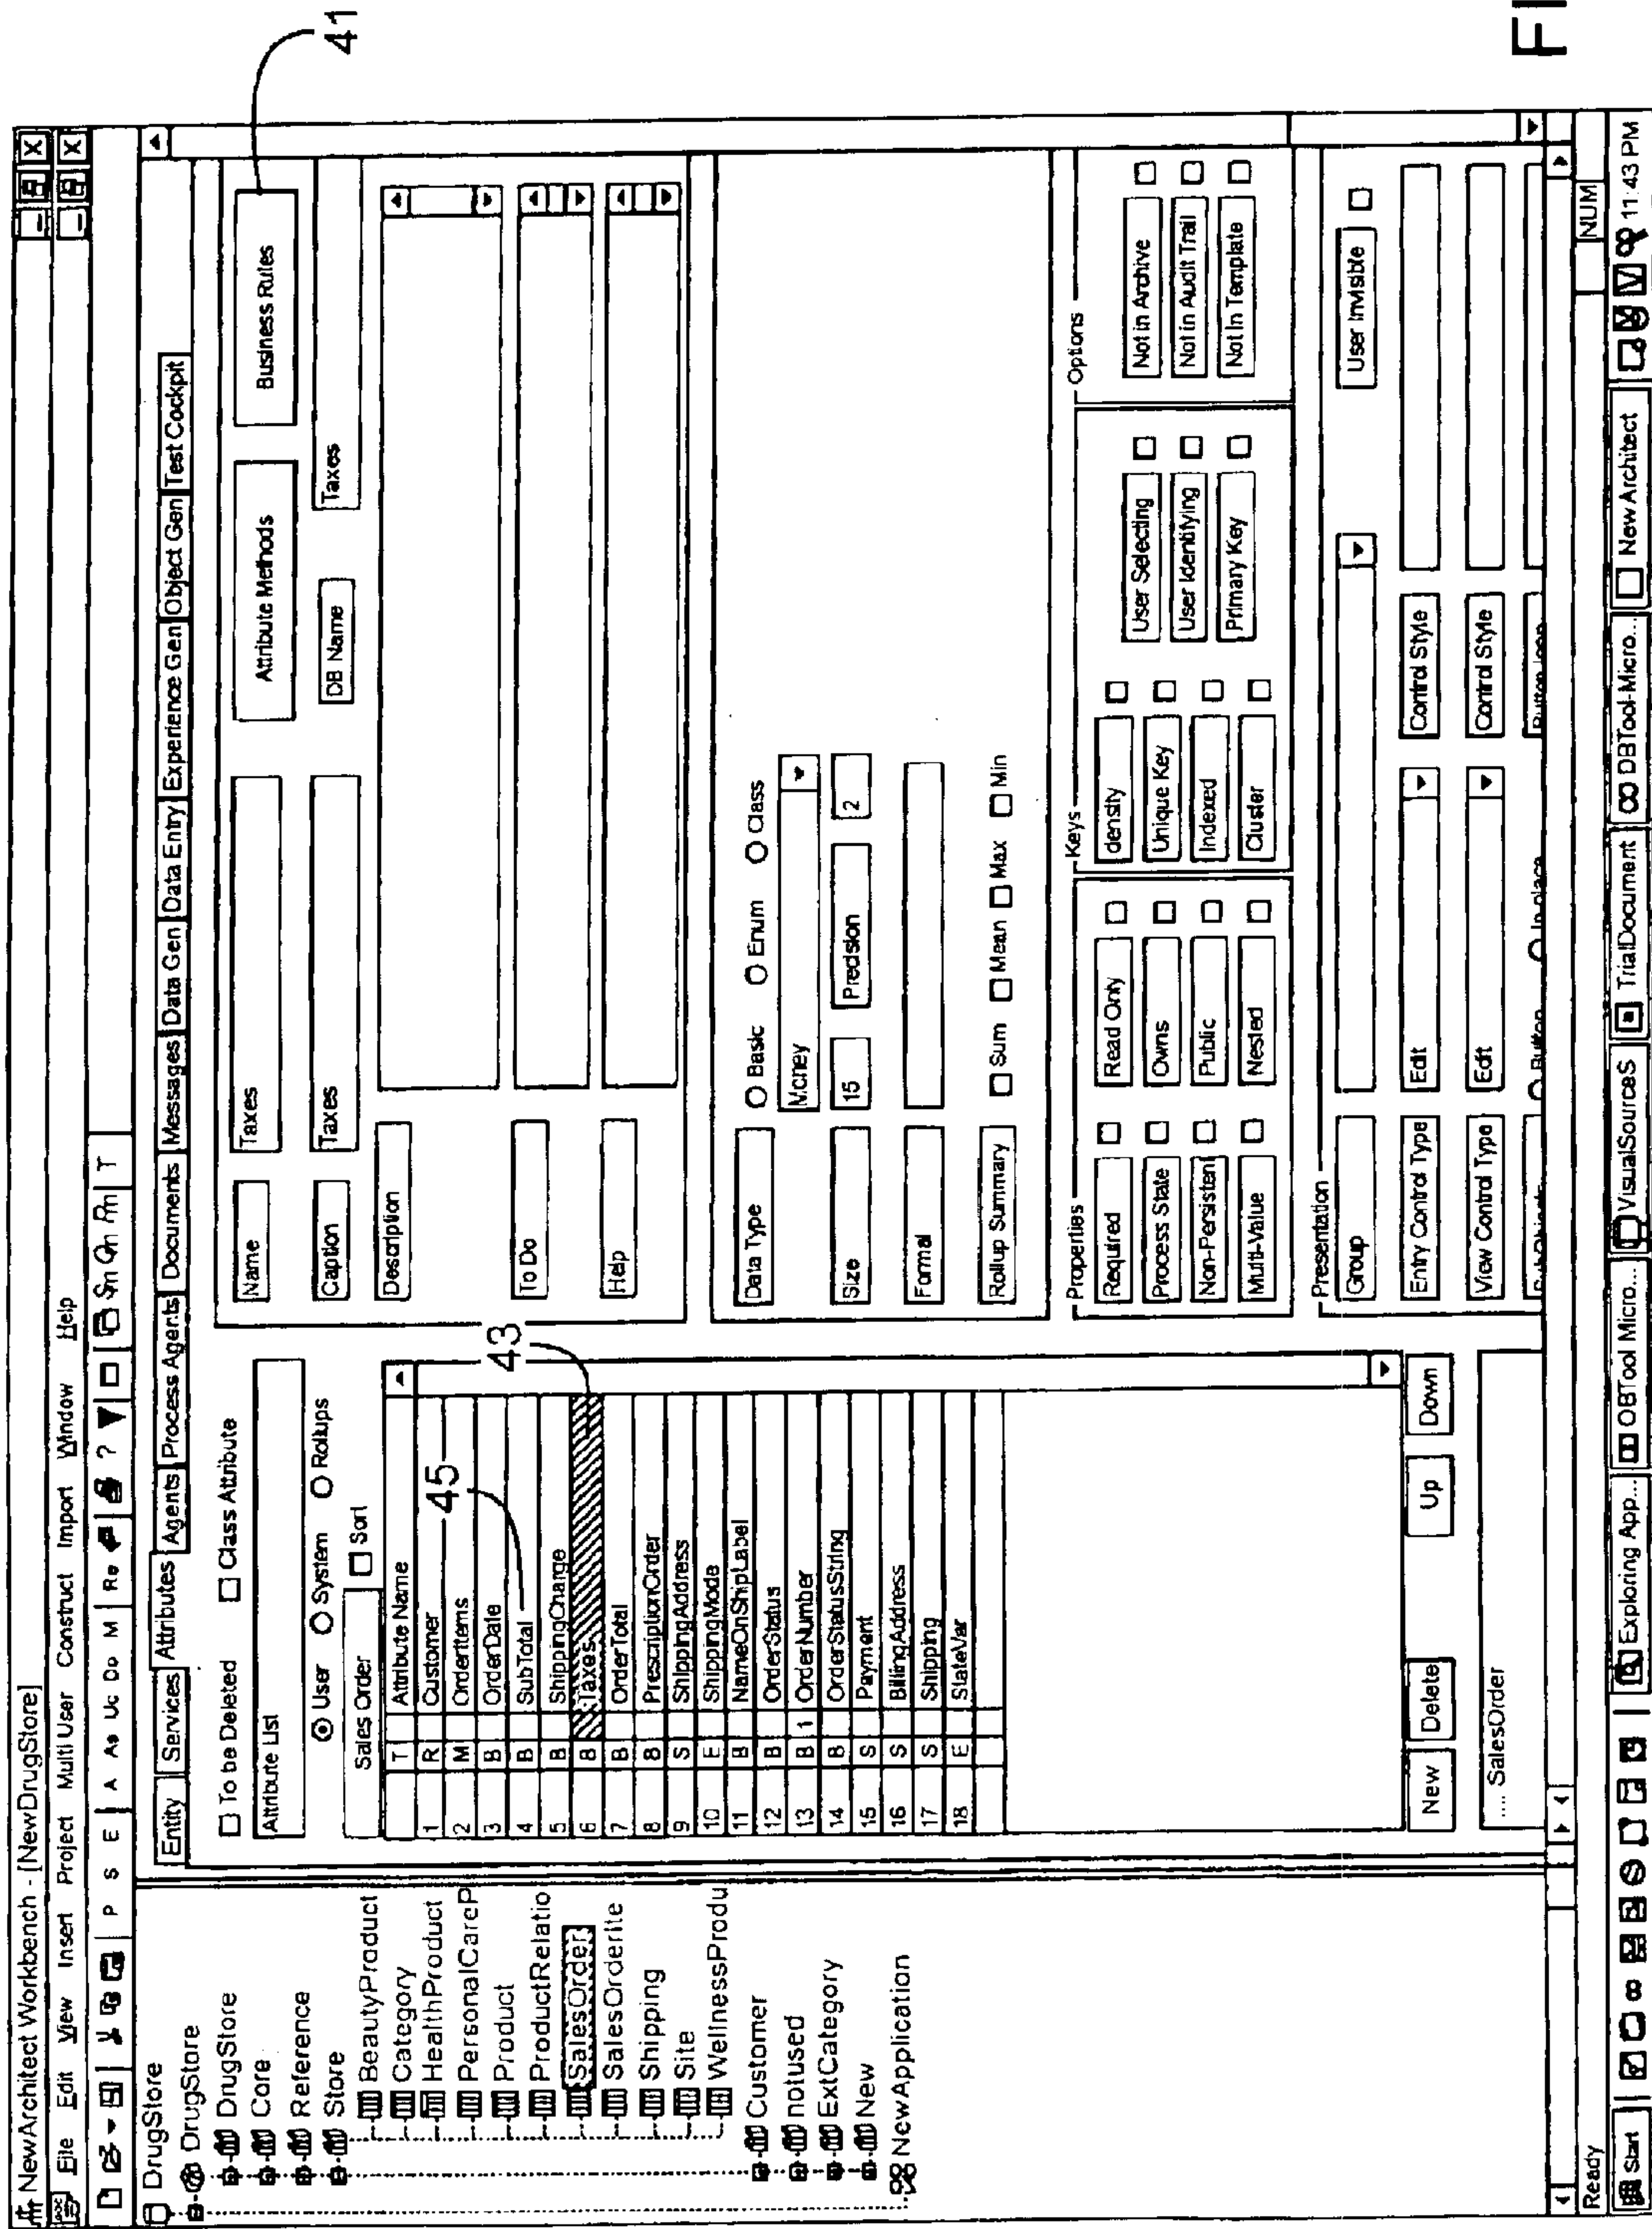 NewArchitect Workbench - [NewDrugStore]
File Edit View Insert Project Multi User Construct Import Window Help
P S E A As Uc Do M Re ? T
DrugStore
DrugStore
DrugStore
Core
Reference
Store
BeautyProduct
Category
HealthProduct
PersonalCareP
Product
ProductRelatio
SalesOrder
SalesOrderIte
Shipping
Site
WellnessProdu
Customer
notused
ExtCategory
New
NewApplication
Entity Services Attributes Agents Process Agents Documents Messages Data Gen Data Entry Experience Gen Object Gen Test Cockpit
To be Deleted Class Attribute
Attribute List
User System Rollups
Sales Order Sort
T Attribute Name
1 R Customer
2 M OrderItems
3 B OrderDate
4 B SubTotal
5 B ShippingCharge
6 B Taxes
7 B OrderTotal
8 B PrescriptionOrder
9 S ShippingAddress
10 E ShippingMode
11 B NameOnShipLabel
12 B OrderStatus
13 B 1 OrderNumber
14 B OrderStatusString
15 S Payment
16 S BillingAddress
17 S Shipping
18 E StateVar
45
43
New Delete Up Down
.... SalesOrder
Name Taxes Attribute Methods Business Rules
41
Caption Taxes DB Name Taxes
Description
To Do
Help
Data Type Basic Enum Class
Money
Size 15 Precision 2
Format
Rollup Summary Sum Mean Max Min
Properties
Required Read Only
Process State Owns
Non-Persistent Public
Multi-Value Nested
Keys
density User Selecting
Unique Key User Identifying
Indexed Primary Key
Cluster
Options
Not in Archive
Not in Audit Trail
Not In Template
Presentation
Group User Invisible
Entry Control Type Edit Control Style
View Control Type Edit Control Style
Button In place Button Icon
Ready NUM
Start Exploring App... OBTool Micro... VisualSourceS TrialDocument DBTool-Micro... New Architect 11:43 PM
FI